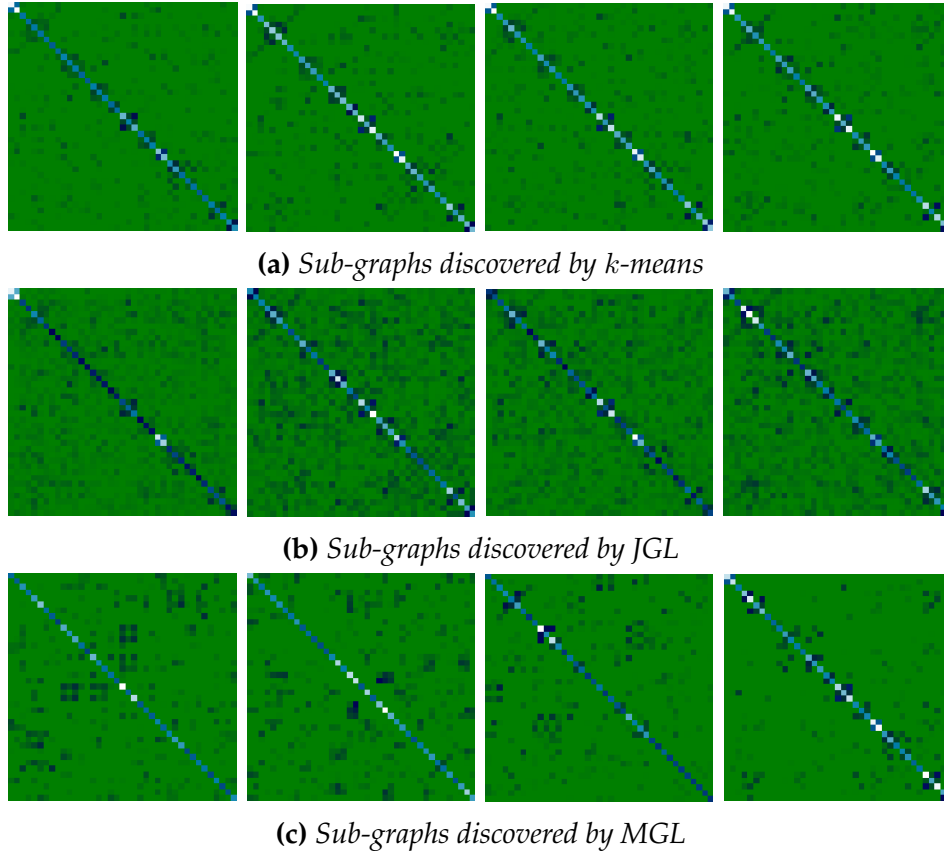 (a) Sub-graphs discovered by k-means
(b) Sub-graphs discovered by JGL
(c) Sub-graphs discovered by MGL